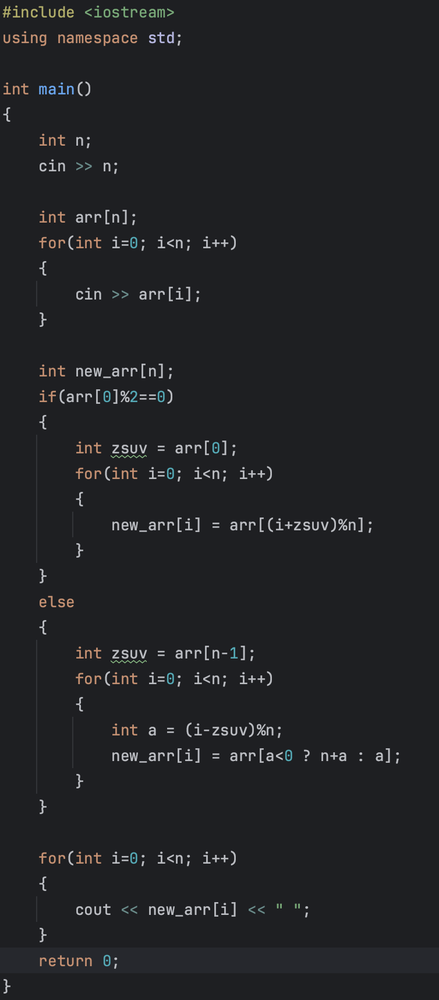 #include <iostream>
using namespace std;

int main()
{
    int n;
    cin >> n;

    int arr[n];
    for(int i=0; i<n; i++)
    {
        cin >> arr[i];
    }

    int new_arr[n];
    if(arr[0]%2==0)
    {
        int zsuv = arr[0];
        for(int i=0; i<n; i++)
        {
            new_arr[i] = arr[(i+zsuv)%n];
        }
    }
    else
    {
        int zsuv = arr[n-1];
        for(int i=0; i<n; i++)
        {
            int a = (i-zsuv)%n;
            new_arr[i] = arr[a<0 ? n+a : a];
        }
    }

    for(int i=0; i<n; i++)
    {
        cout << new_arr[i] << " ";
    }
    return 0;
}